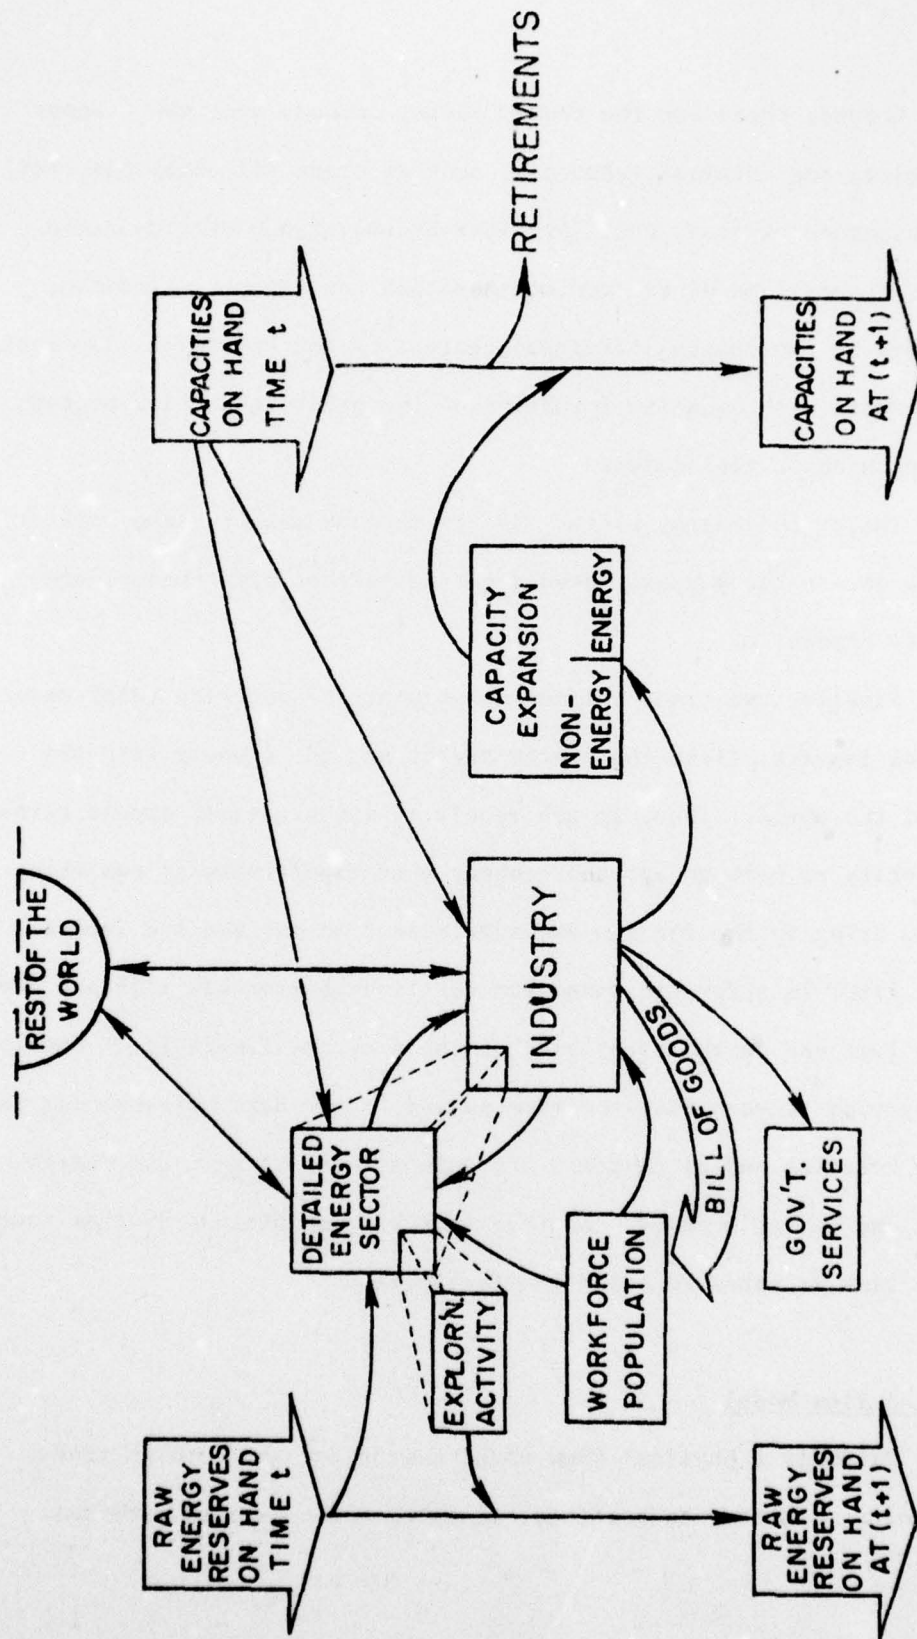 REST OF THE
WORLD
RAW
ENERGY
RESERVES
ON HAND
TIME t
DETAILED
ENERGY
SECTOR
CAPACITIES
ON HAND
TIME t
EXPLOR'N.
ACTIVITY
INDUSTRY
CAPACITY
EXPANSION
NON-
ENERGY
ENERGY
RETIREMENTS
WORKFORCE
POPULATION
BILL OF GOODS
RAW
ENERGY
RESERVES
ON HAND
AT (t+1)
GOV'T.
SERVICES
CAPACITIES
ON HAND
AT (t+1)